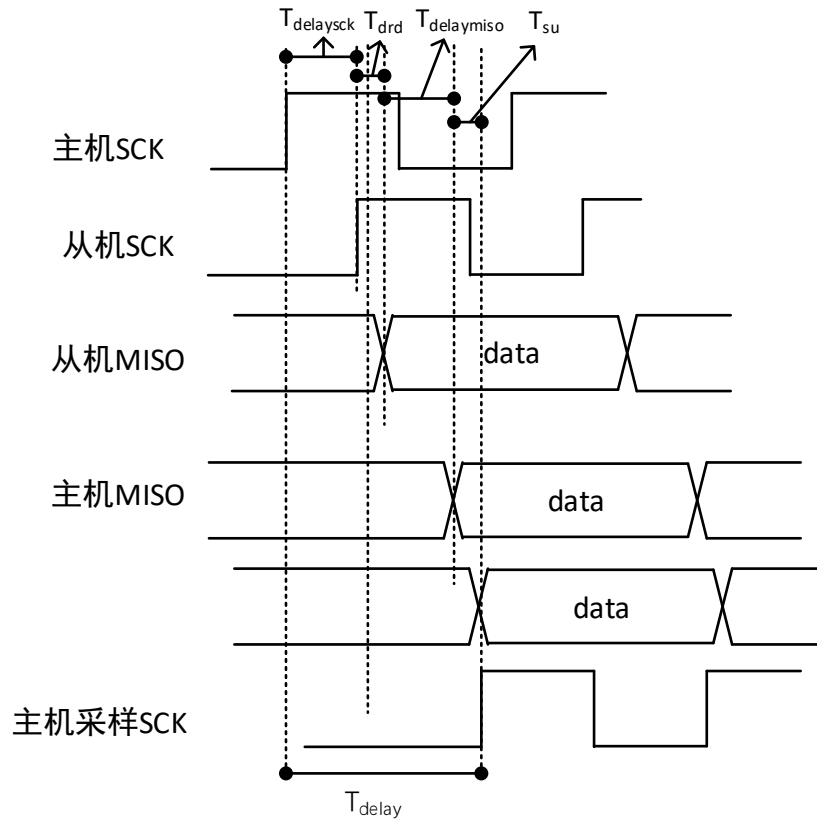 Tdelaysck Tdrd Tdelaymiso Tsu
主机SCK
从机SCK
从机MISO
data
主机MISO
data
data
主机采样SCK
Tdelay